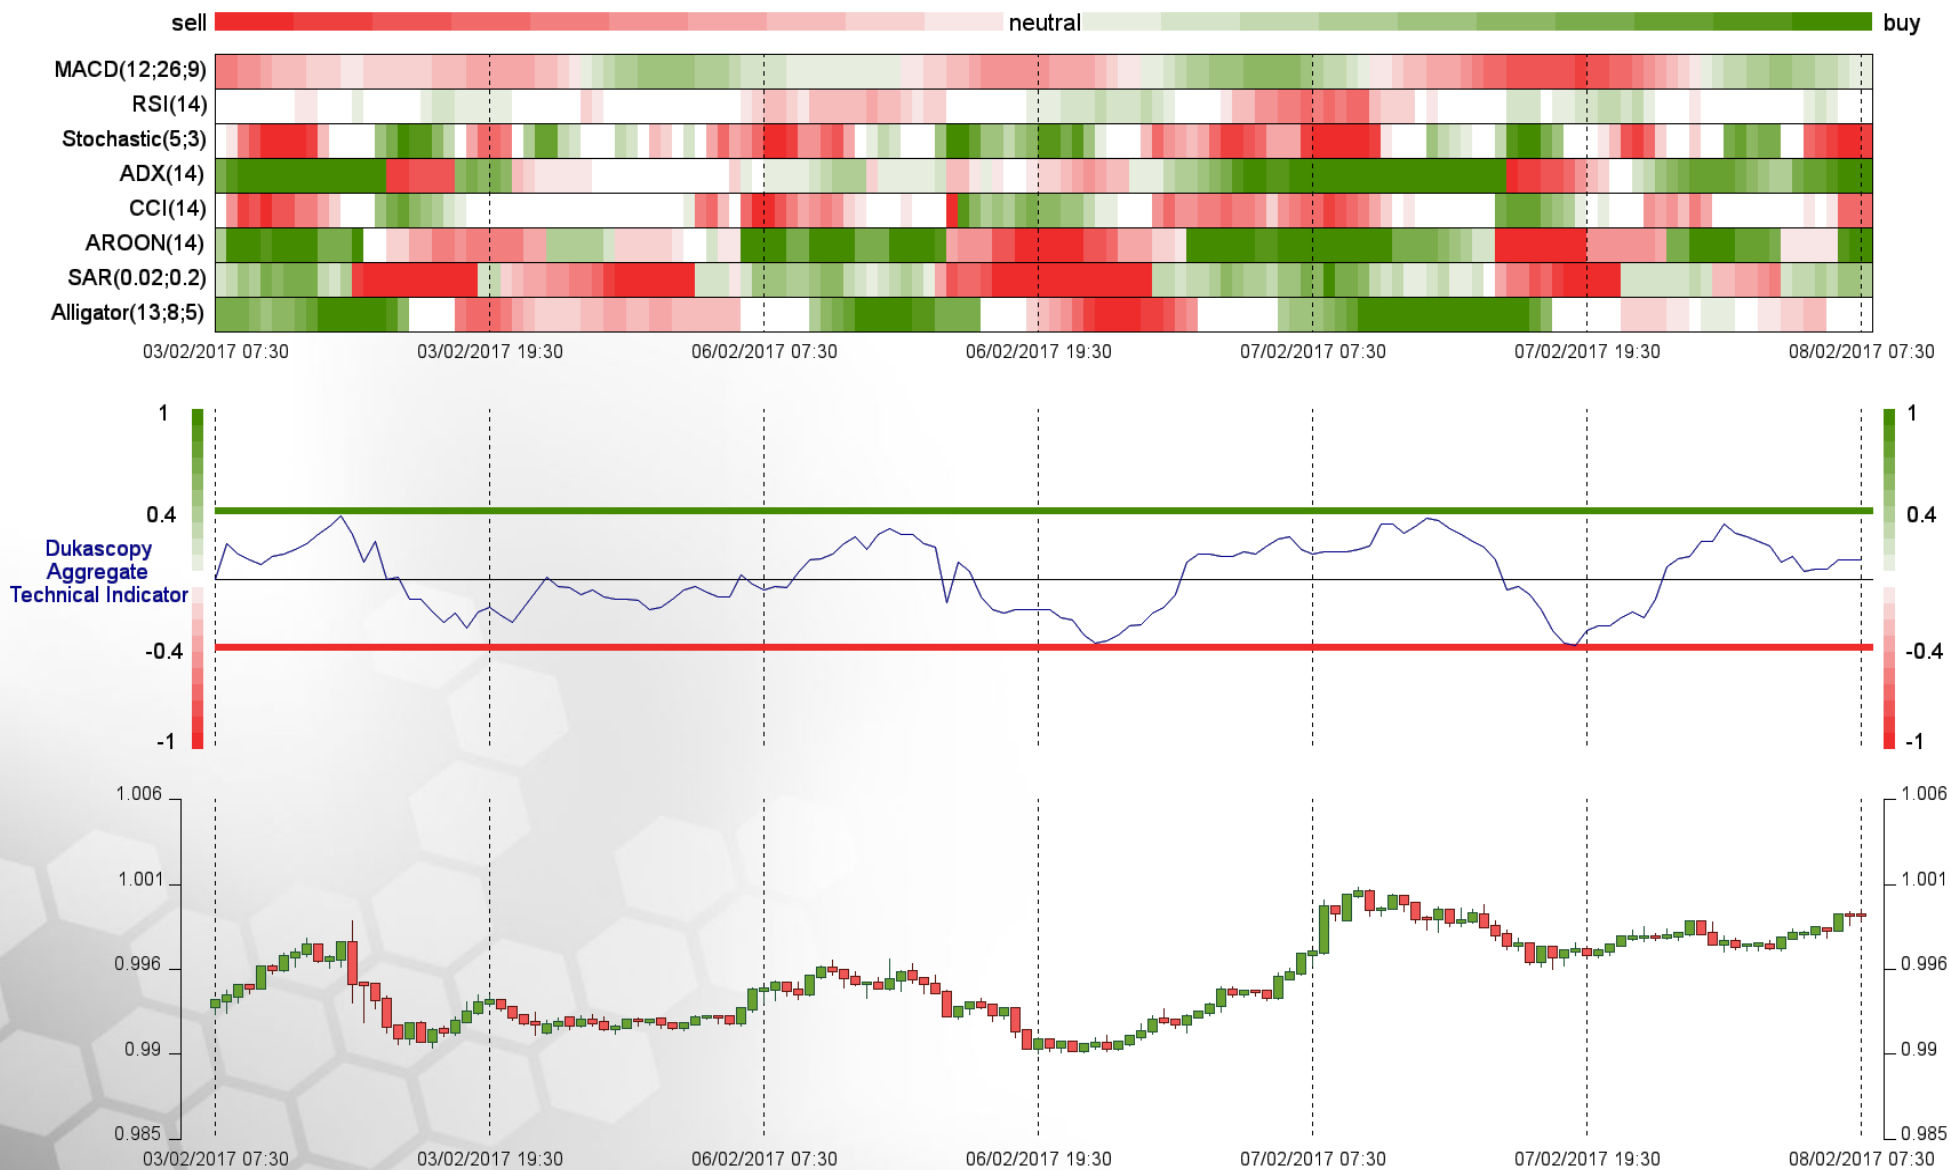 sell neutral buy
MACD(12;26;9)
RSI(14)
Stochastic(5;3)
ADX(14)
CCI(14)
AROON(14)
SAR(0.02;0.2)
Alligator(13;8;5)
03/02/2017 07:30 03/02/2017 19:30 06/02/2017 07:30 06/02/2017 19:30 07/02/2017 07:30 07/02/2017 19:30 08/02/2017 07:30
1 1
0.4 0.4
Dukascopy
Aggregate
Technical Indicator
-0.4 -0.4
-1 -1
1.006 1.006
1.001 1.001
0.996 0.996
0.99 0.99
0.985 0.985
03/02/2017 07:30 03/02/2017 19:30 06/02/2017 07:30 06/02/2017 19:30 07/02/2017 07:30 07/02/2017 19:30 08/02/2017 07:30